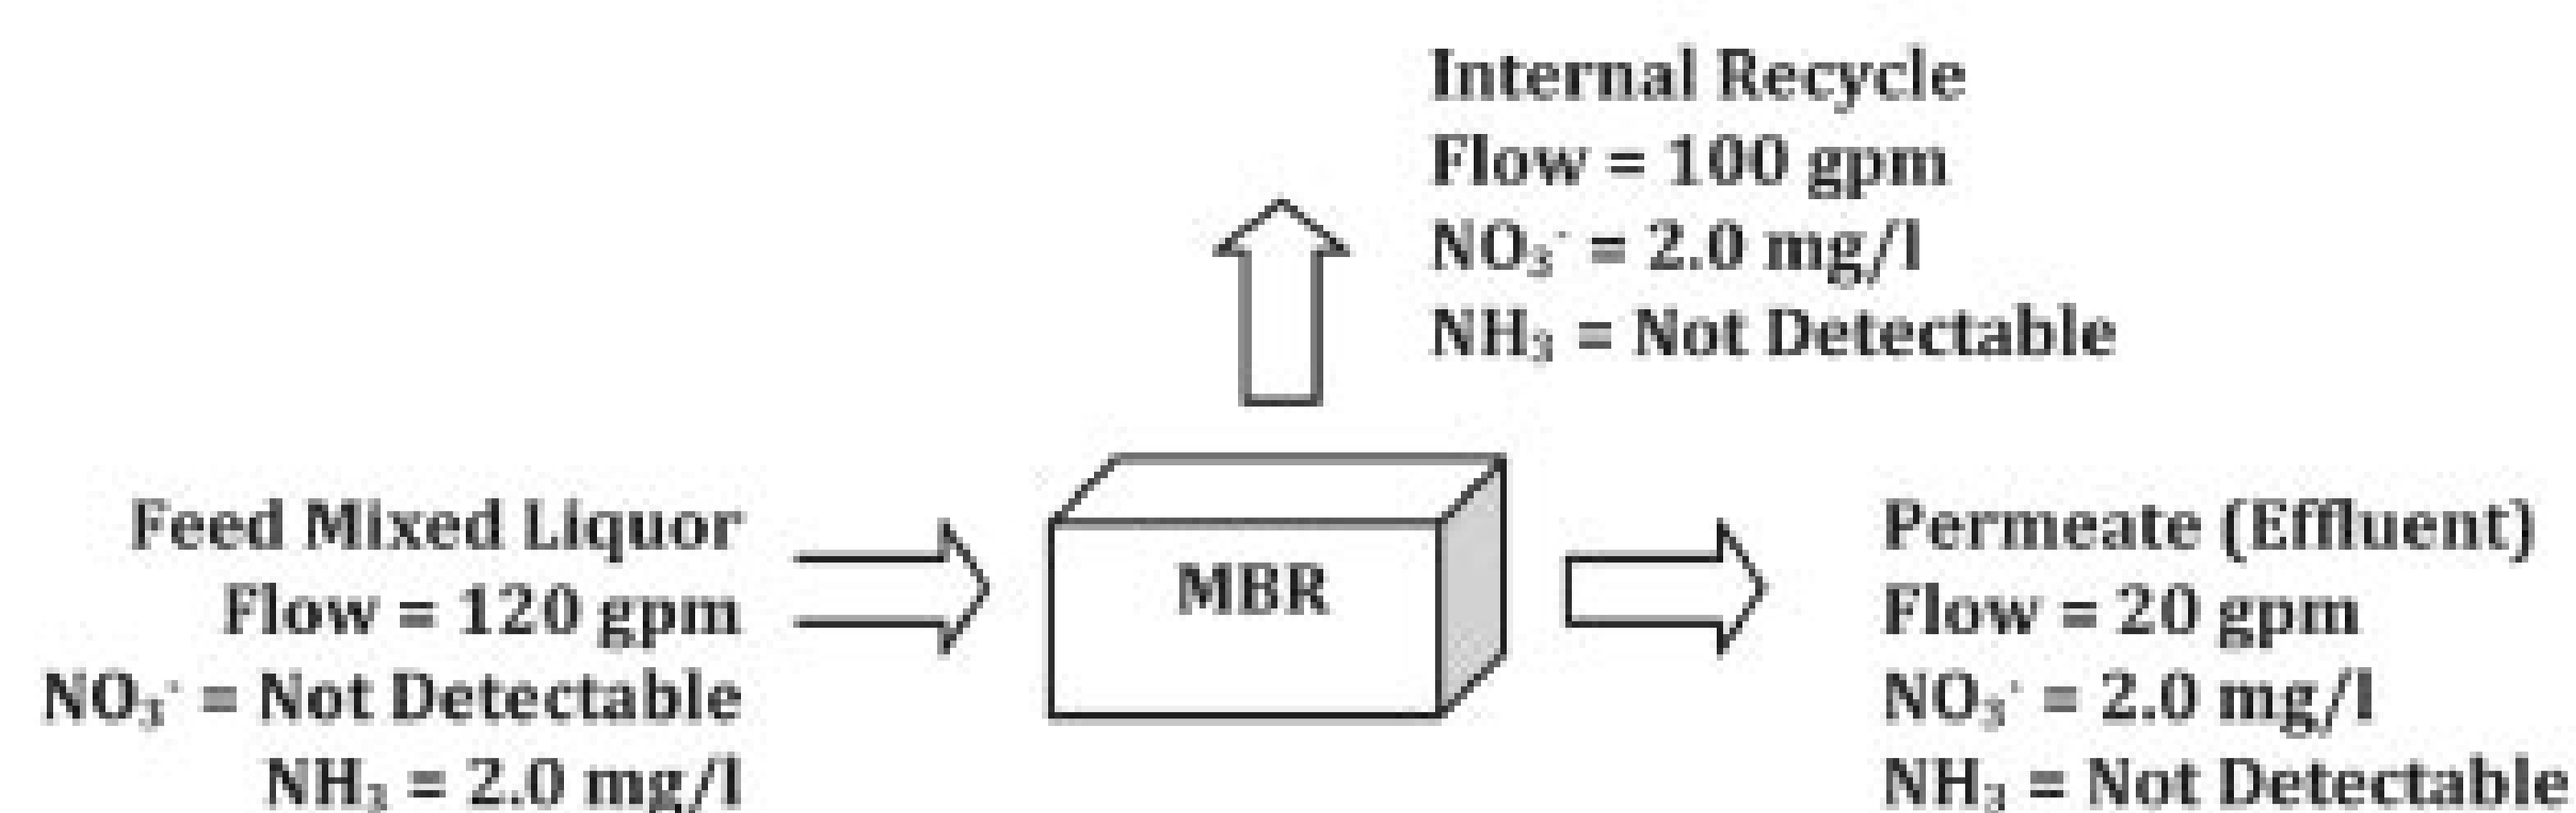 Internal Recycle
Flow = 100 gpm
NO₃⁻ = 2.0 mg/l
NH₃ = Not Detectable
Feed Mixed Liquor
Flow = 120 gpm
NO₃⁻ = Not Detectable
NH₃ = 2.0 mg/l
MBR
Permeate (Effluent)
Flow = 20 gpm
NO₃⁻ = 2.0 mg/l
NH₃ = Not Detectable